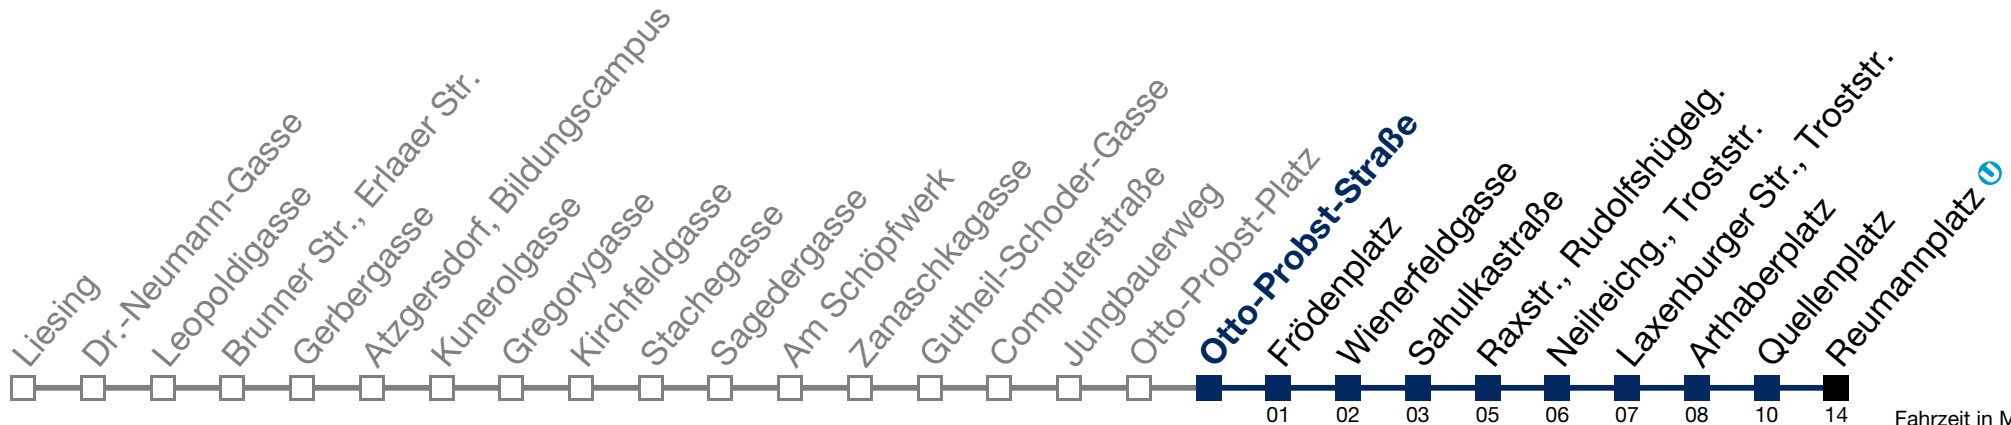 Liesing
Dr.-Neumann-Gasse
Leopoldigasse
Brunner Str., Erlaaer Str.
Gerbergasse
Atzgersdorf, Bildungscampus
Kunerolgasse
Gregorygasse
Kirchfeldgasse
Stachegasse
Sagedergasse
Am Schöpfwerk
Zanaschkagasse
Gutheil-Schoder-Gasse
Computerstraße
Jungbauerweg
Otto-Probst-Platz
Otto-Probst-Straße
Frödenplatz
Wienerfeldgasse
Sahulkastraße
Raxstr., Rudolfshügelg.
Neilreichg., Troststr.
Laxenburger Str., Troststr.
Arthaberplatz
Quellenplatz
Reumannplatz U
01 02 03 05 06 07 08 10 14
Fahrzeit in M